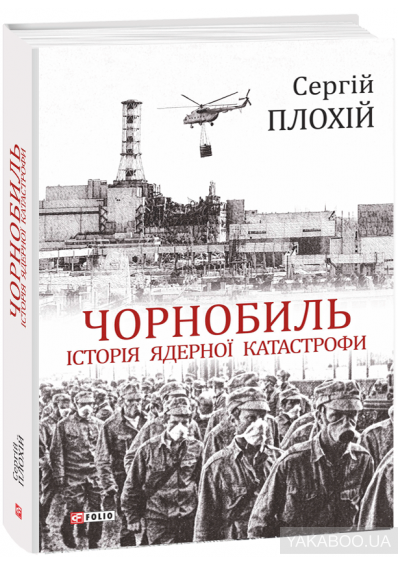 Сергій
ПЛОХІЙ
ЧОРНОБИЛЬ
ІСТОРІЯ ЯДЕРНОЇ КАТАСТРОФИ
FOLIO
Сергій
ПЛОХІЙ
ЧОРНОБИЛЬ
ІСТОРІЯ ЯДЕРНОЇ КАТАСТРОФИ
YAKABOO.UA